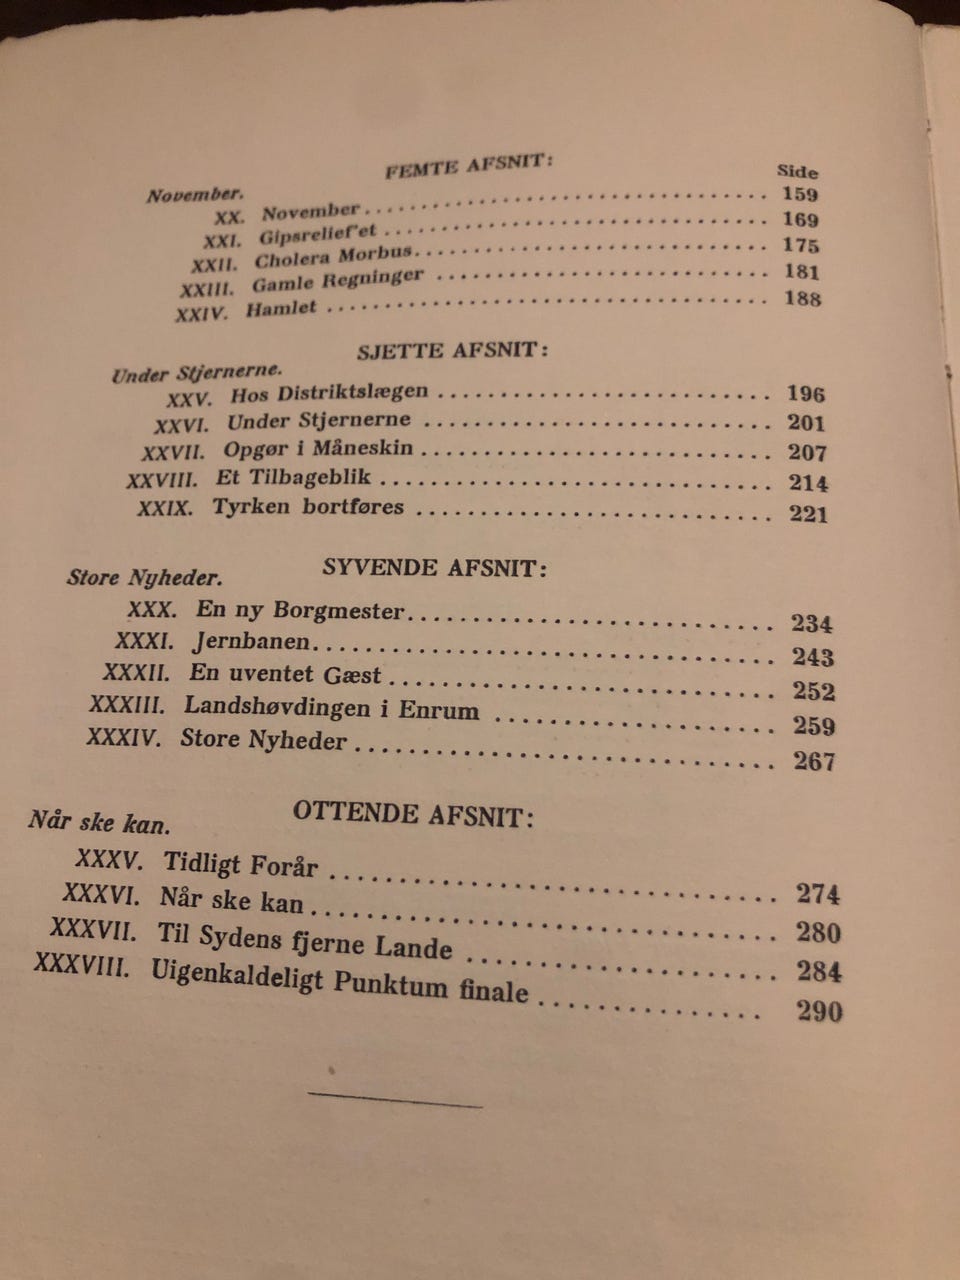 FEMTE AFSNIT:
Side
November.
XX. November 159
XXI. Gipsrelieffet 169
XXII. Cholera Morbus 175
XXIII. Gamle Regninger 181
XXIV. Hamlet 188
SJETTE AFSNIT:
Under Stjernerne.
XXV. Hos Distriktslægen 196
XXVI. Under Stjernerne 201
XXVII. Opgør i Måneskin 207
XXVIII. Et Tilbageblik 214
XXIX. Tyrken bortføres 221
SYVENDE AFSNIT:
Store Nyheder.
XXX. En ny Borgmester 234
XXXI. Jernbanen 243
XXXII. En uventet Gæst 252
XXXIII. Landshøvdingen i Enrum 259
XXXIV. Store Nyheder 267
OTTENDE AFSNIT:
Når ske kan.
XXXV. Tidligt Forår 274
XXXVI. Når ske kan 280
XXXVII. Til Sydens fjerne Lande 284
XXXVIII. Uigenkaldeligt Punktum finale 290